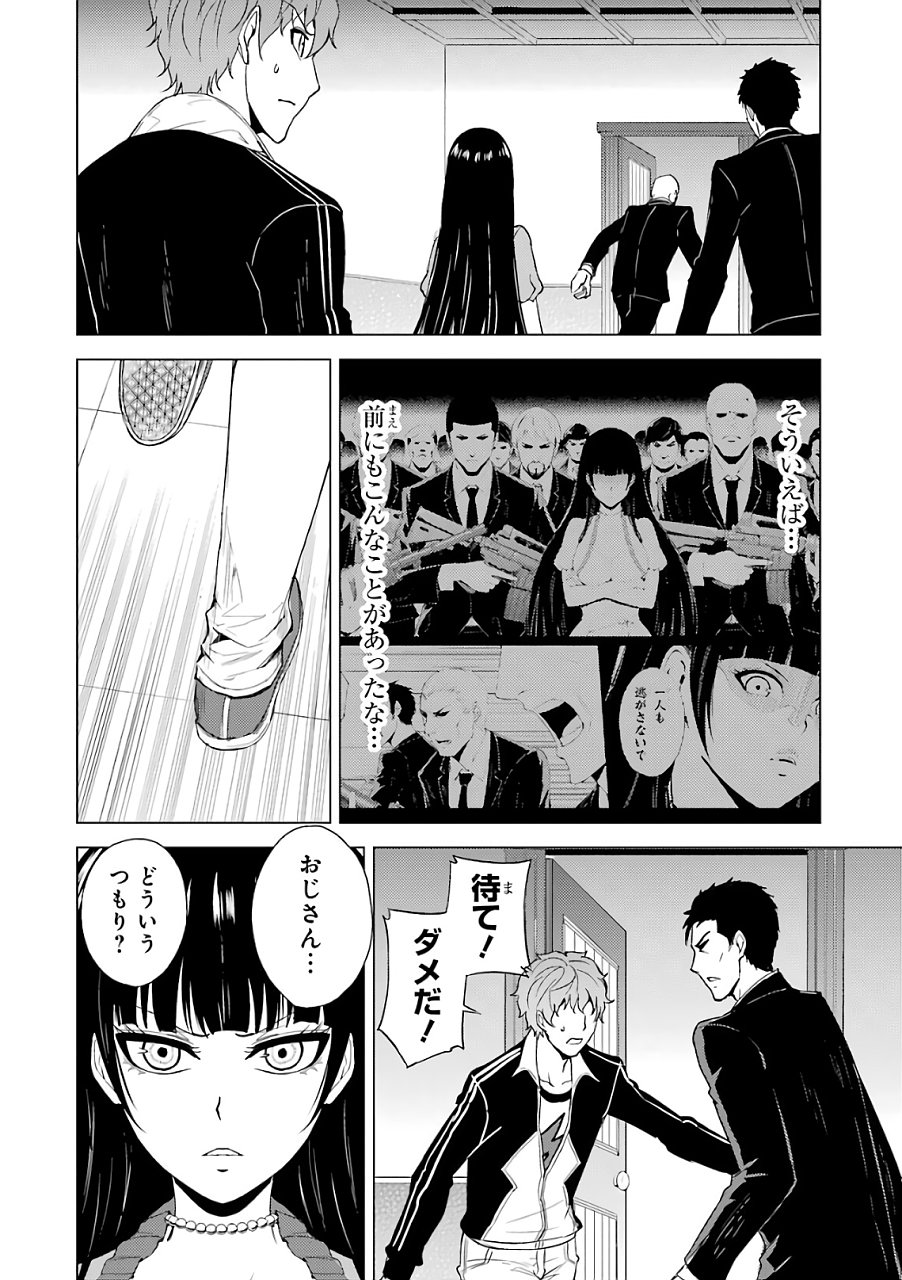 そういえば…
前にもこんなことがあったな…
一人も
逃がさないで
待て！
ダメだ！
おじさん…
どういう
つもり？